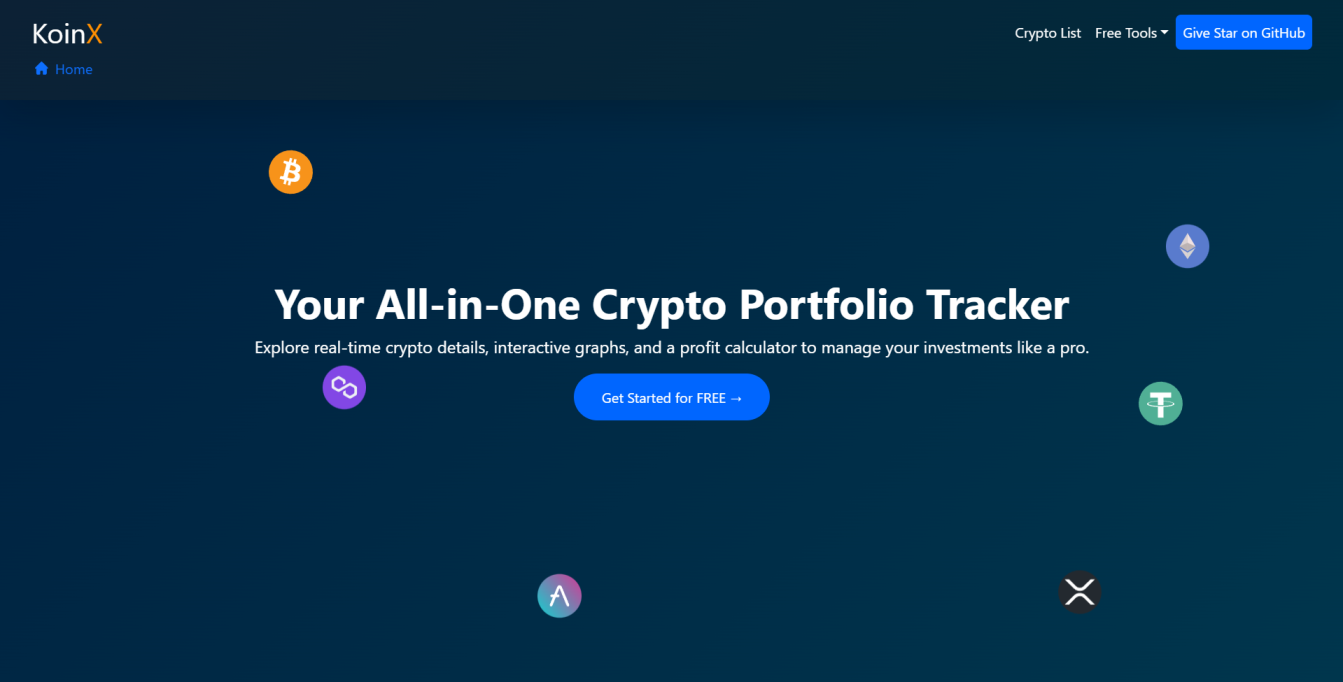 KoinX
Crypto List
Free Tools
Give Star on GitHub
Home
Your All-in-One Crypto Portfolio Tracker
Explore real-time crypto details, interactive graphs, and a profit calculator to manage your investments like a pro.
Get Started for FREE →